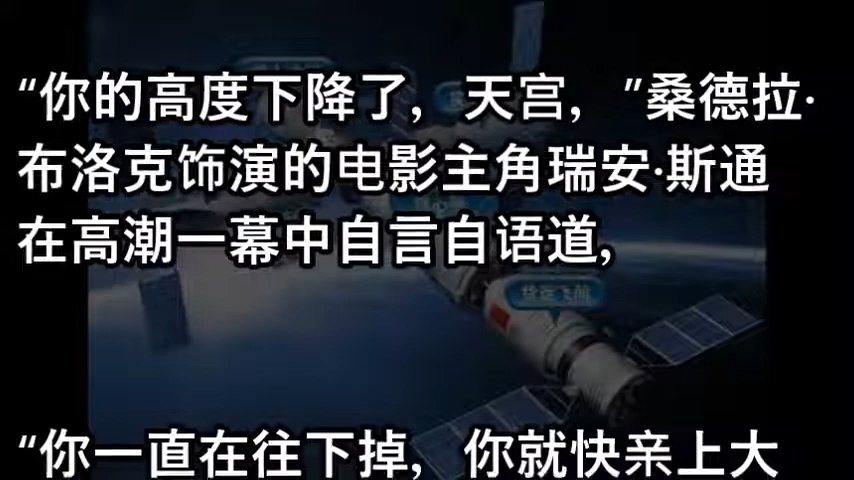 “你的高度下降了，天宫，”桑德拉·
布洛克饰演的电影主角瑞安·斯通
在高潮一幕中自言自语道,
“你一直在往下掉，你就快亲上大